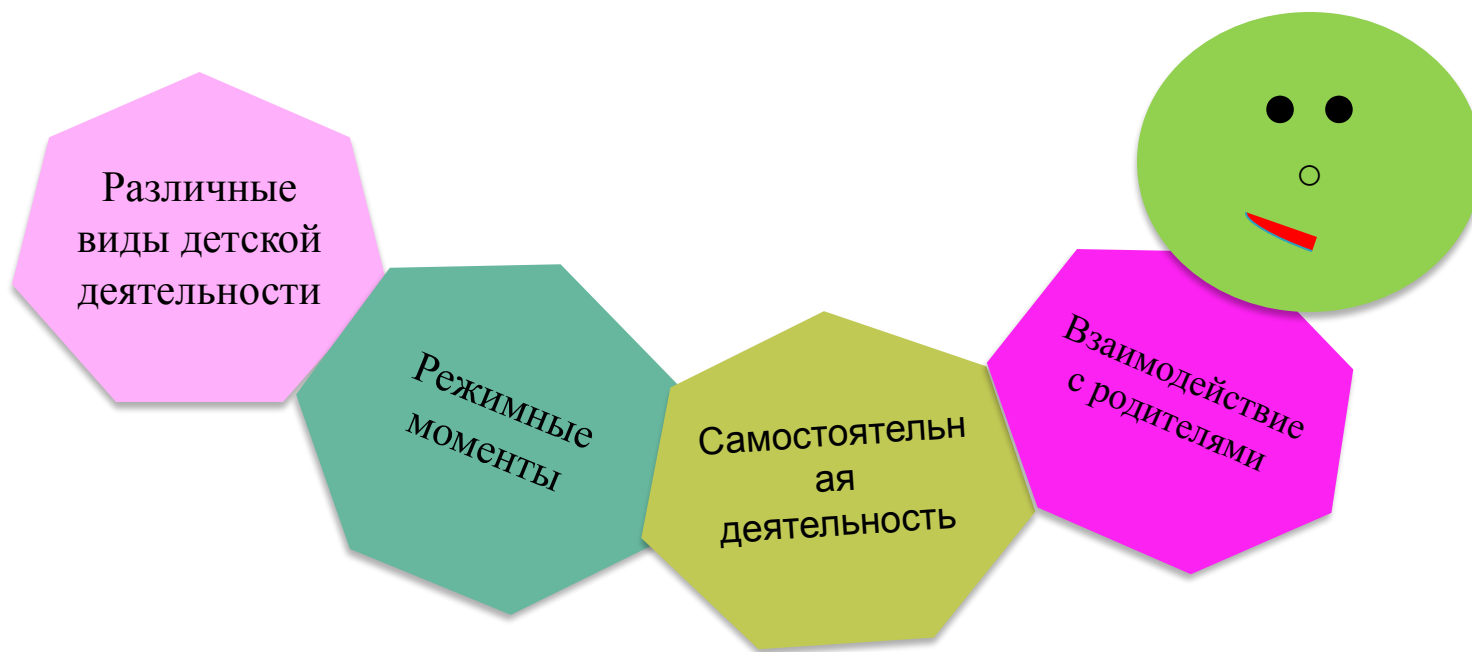 Различные
виды детской
деятельности
Режимные
моменты
Самостоятельн
ая
деятельность
Взаимодействие
с родителями